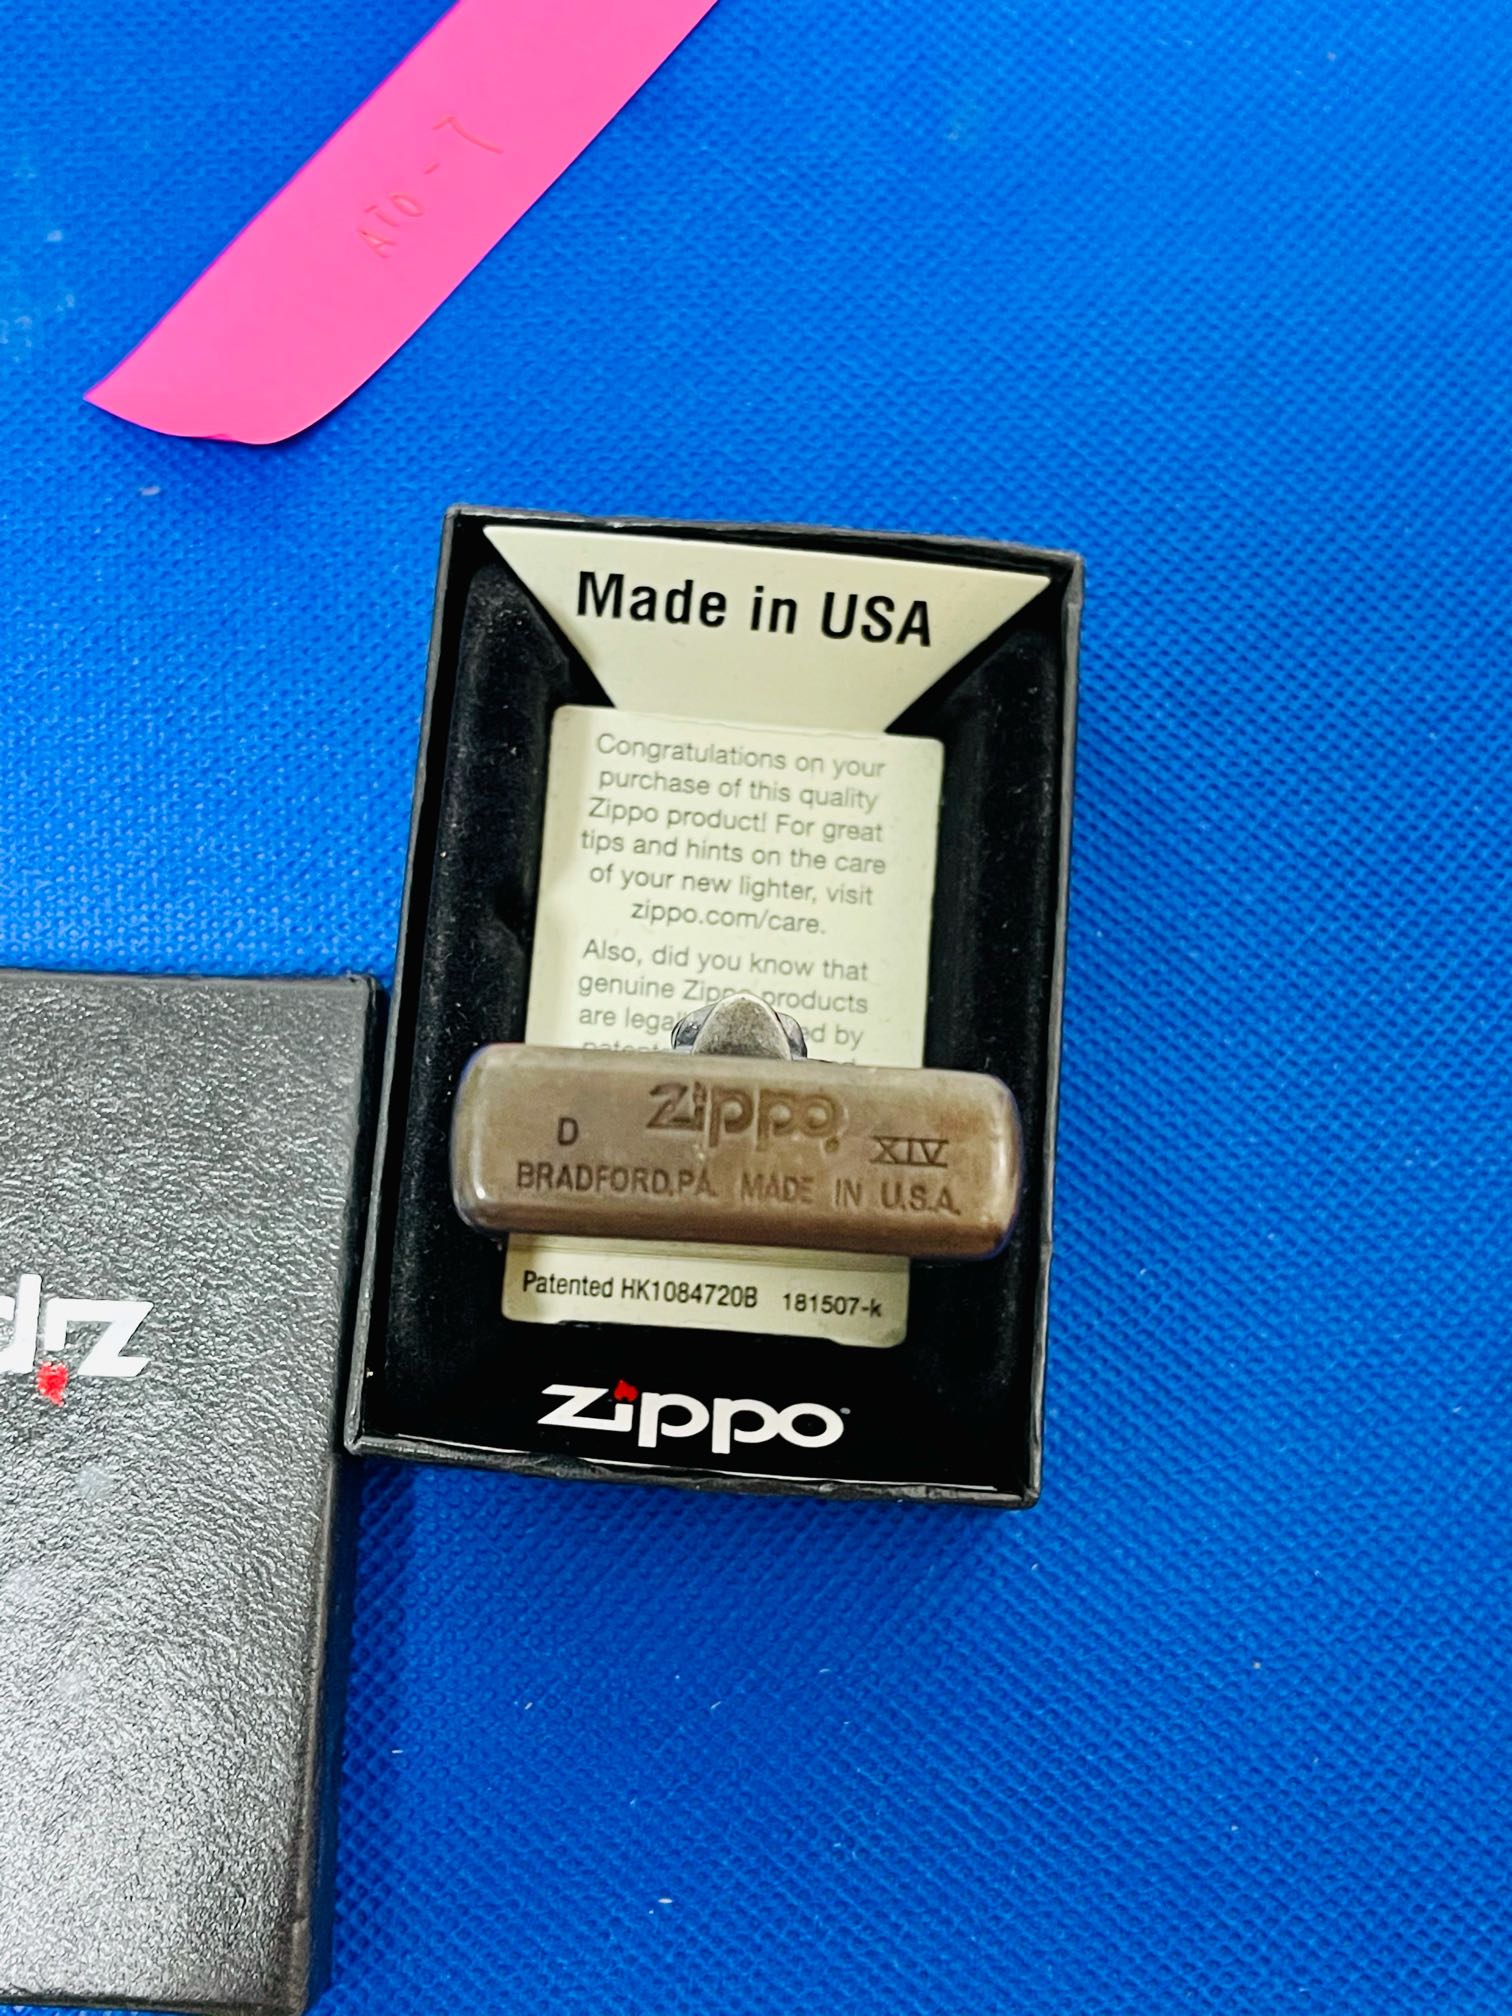 ATO-7
Made in USA
Congratulations on your
purchase of this quality
Zippo product! For great
tips and hints on the care
of your new lighter, visit
zippo.com/care.
Also, did you know that
genuine Zippo products
are by
zippo
D XIV
BRADFORD.PA. MADE IN U.S.A.
Patented HK1084720B 181507-k
zippo